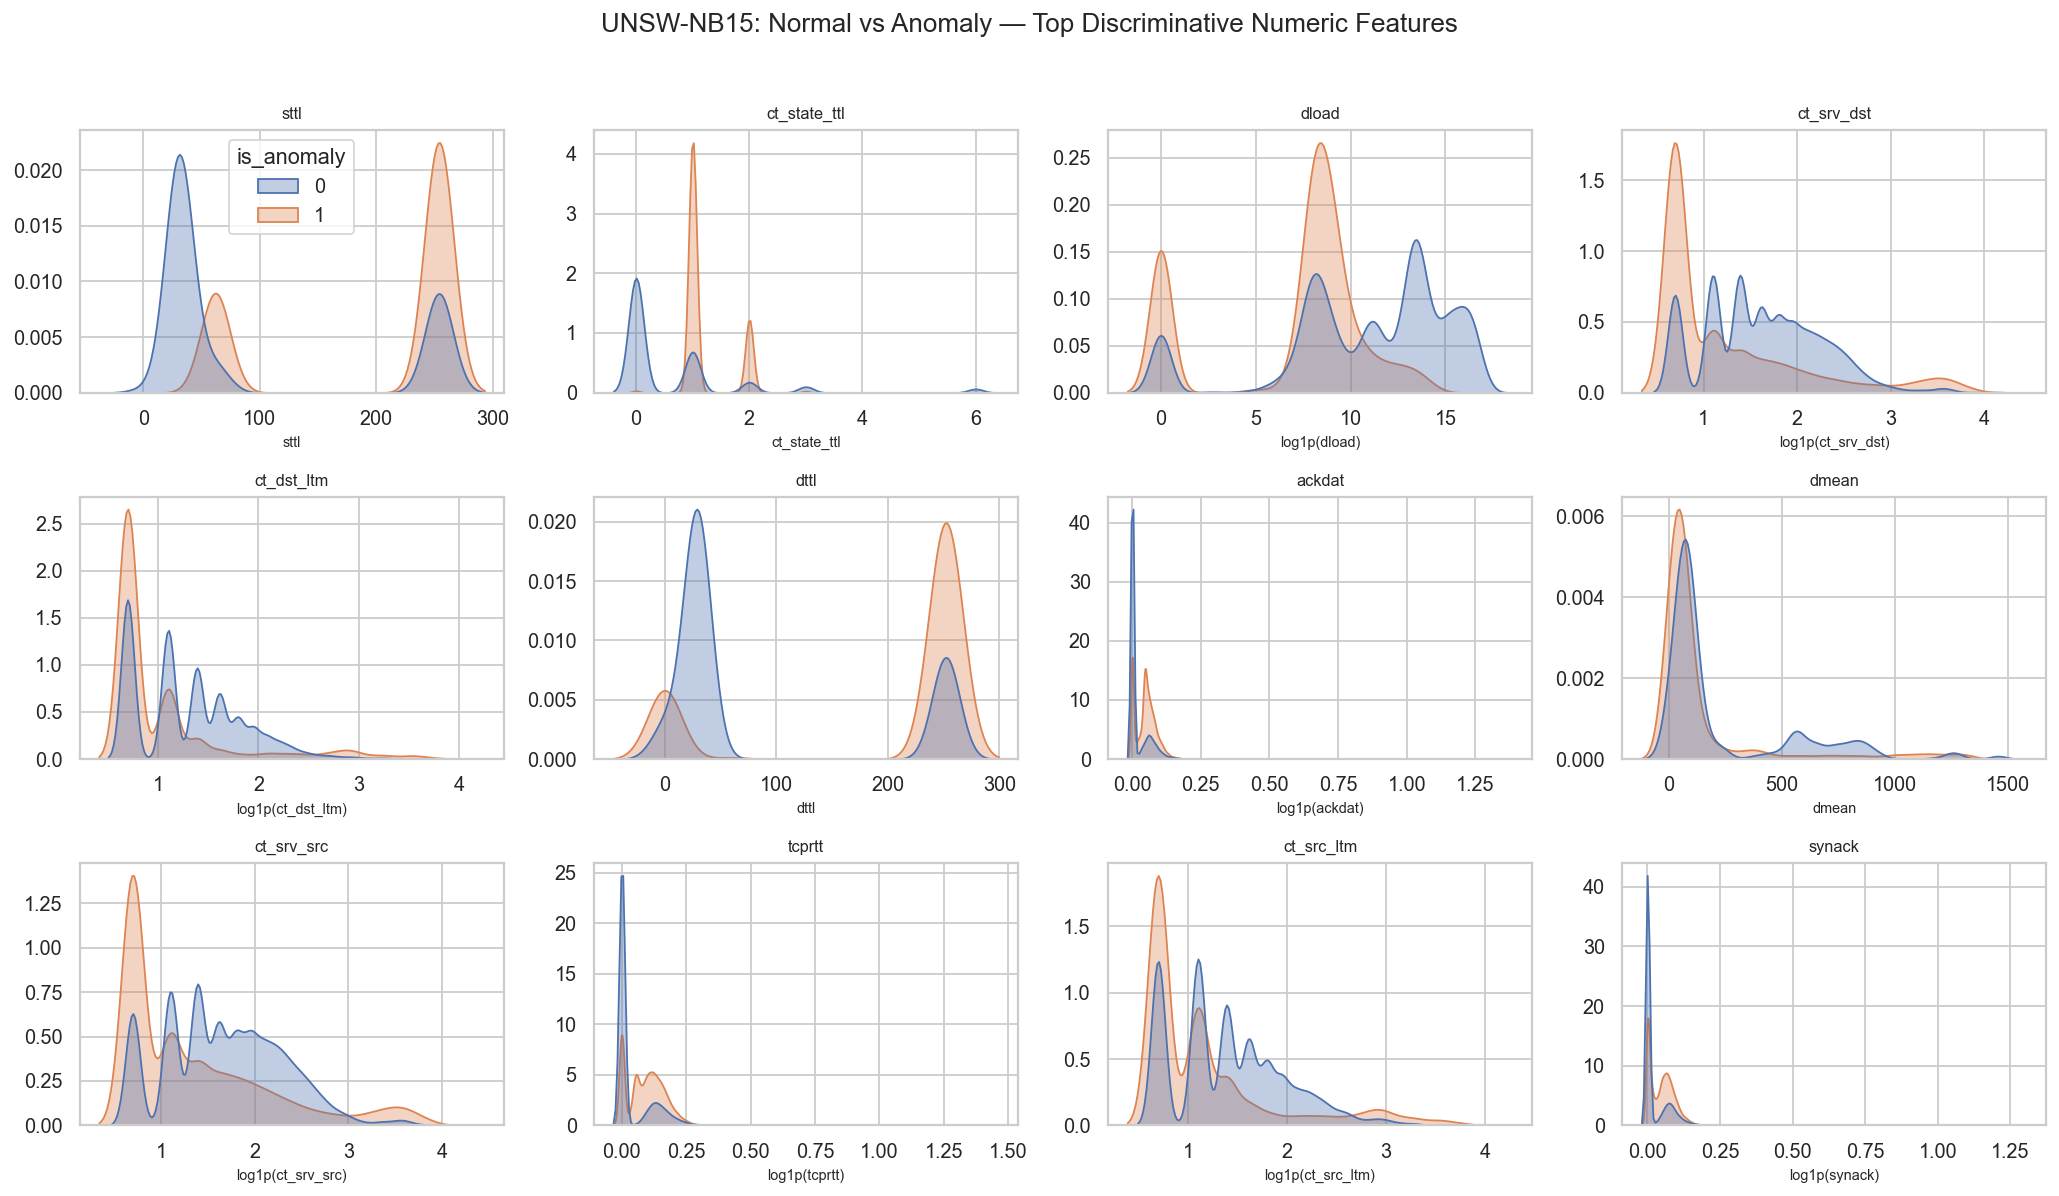 UNSW-NB15: Normal vs Anomaly — Top Discriminative Numeric Features
sttl
0.020
0.015
0.010
0.005
0.000
is_anomaly
0
1
0 100 200 300
sttl
ct_state_ttl
4
3
2
1
0
0 2 4 6
ct_state_ttl
dload
0.25
0.20
0.15
0.10
0.05
0.00
0 5 10 15
log1p(dload)
ct_srv_dst
1.5
1.0
0.5
0.0
1 2 3 4
log1p(ct_srv_dst)
ct_dst_ltm
2.5
2.0
1.5
1.0
0.5
0.0
1 2 3 4
log1p(ct_dst_ltm)
dttl
0.020
0.015
0.010
0.005
0.000
0 100 200 300
dttl
ackdat
40
30
20
10
0
0.00 0.25 0.50 0.75 1.00 1.25
log1p(ackdat)
dmean
0.006
0.004
0.002
0.000
0 500 1000 1500
dmean
ct_srv_src
1.25
1.00
0.75
0.50
0.25
0.00
1 2 3 4
log1p(ct_srv_src)
tcprtt
25
20
15
10
5
0
0.00 0.25 0.50 0.75 1.00 1.25 1.50
log1p(tcprtt)
ct_src_ltm
1.5
1.0
0.5
0.0
1 2 3 4
log1p(ct_src_ltm)
synack
40
30
20
10
0
0.00 0.25 0.50 0.75 1.00 1.25
log1p(synack)